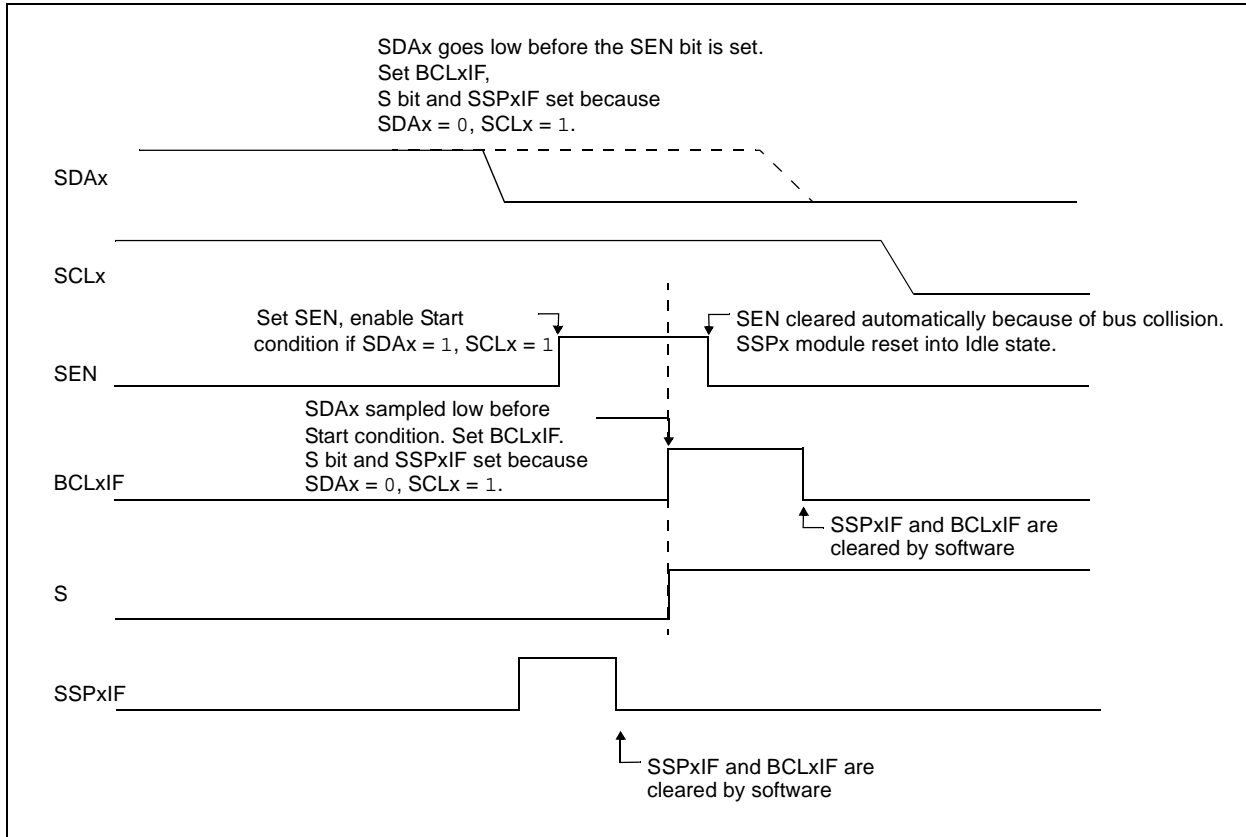 SDAx goes low before the SEN bit is set.
Set BCLxIF,
S bit and SSPxIF set because
SDAx = 0, SCLx = 1.
SDAx
SCLx
Set SEN, enable Start
condition if SDAx = 1, SCLx = 1
SEN cleared automatically because of bus collision.
SSPx module reset into Idle state.
SEN
SDAx sampled low before
Start condition. Set BCLxIF.
S bit and SSPxIF set because
SDAx = 0, SCLx = 1.
BCLxIF
SSPxIF and BCLxIF are
cleared by software
S
SSPxIF
SSPxIF and BCLxIF are
cleared by software